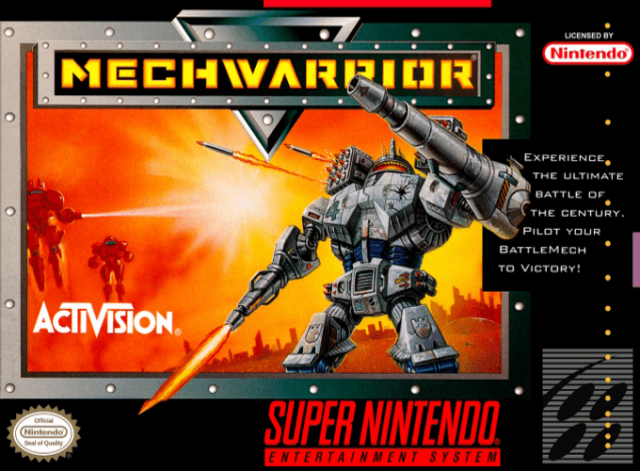 LICENSED BY
Nintendo®
MECHWARRIOR®
EXPERIENCE
THE ULTIMATE
BATTLE OF
THE CENTURY.
PILOT YOUR
BATTLEMECH
TO VICTORY!
4
ACTIVISION®
SUPER NINTENDO®
ENTERTAINMENT SYSTEM
Official
Nintendo
Seal of Quality